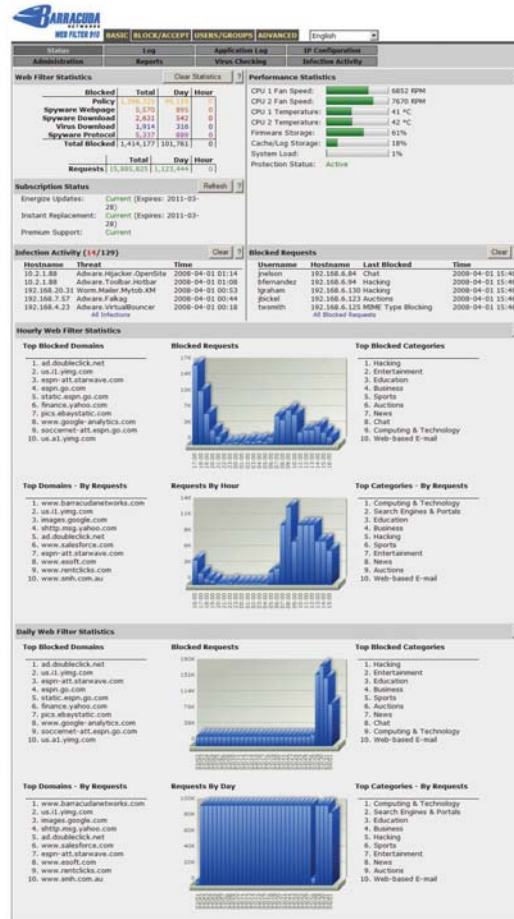 BARRACUDA
NETWORKS
WEB FILTER 910
BASIC BLOCK/ACCEPT USERS/GROUPS ADVANCED English
Status Log Application Log IP Configuration
Administration Reports Virus Checking Infection Activity
Web Filter Statistics Clear Statistics ?
Performance Statistics
Blocked Total Day Hour
Policy
Spyware Webpage 5,570 895 0
Spyware Download 2,631 542 0
Virus Download 1,914 316 0
Spyware Protocol 5,337 889 0
Total Blocked 1,414,177 101,761 0
Total Day Hour
Requests 15,885,825 1,123,444 0
CPU 1 Fan Speed: 6852 RPM
CPU 2 Fan Speed: 7670 RPM
CPU 1 Temperature: 41 °C
CPU 2 Temperature: 42 °C
Firmware Storage: 61%
Cache/Log Storage: 18%
System Load: 1%
Protection Status: Active
Subscription Status Refresh ?
Energize Updates: Current (Expires: 2011-03-
28)
Instant Replacement: Current (Expires: 2011-03-
28)
Premium Support: Current
Infection Activity (14/129) Clear ?
Hostname Threat Time
10.2.1.88 Adware.Hijacker.OpenSite 2008-04-01 01:14
10.2.1.88 Adware.Toolbar.Hotbar 2008-04-01 01:08
192.168.20.31 Worm.Mailer.Mytob.KM 2008-04-01 00:53
192.168.7.57 Adware.Falkag 2008-04-01 00:44
192.168.4.23 Adware.VirtualBouncer 2008-04-01 00:18
All Infections
Blocked Requests Clear
Username Hostname Last Blocked Time
jnelson 192.168.6.84 Chat 2008-04-01 15:46
bfernandez 192.168.6.94 Hacking 2008-04-01 15:46
lgraham 192.168.6.130 Hacking 2008-04-01 15:46
jbickel 192.168.6.123 Auctions 2008-04-01 15:46
twsmith 192.168.6.125 MIME Type Blocking 2008-04-01 15:46
All Blocked Requests
Hourly Web Filter Statistics
Top Blocked Domains
1. ad.doubleclick.net
2. us.i1.yimg.com
3. espn-att.starwave.com
4. espn.go.com
5. static.espn.go.com
6. finance.yahoo.com
7. pics.ebaystatic.com
8. www.google-analytics.com
9. soccernet-att.espn.go.com
10. us.a1.yimg.com
Blocked Requests
Top Blocked Categories
1. Hacking
2. Entertainment
3. Education
4. Business
5. Sports
6. Auctions
7. News
8. Chat
9. Computing & Technology
10. Web-based E-mail
Top Domains - By Requests
1. www.barracudanetworks.com
2. us.i1.yimg.com
3. images.google.com
4. shttp.msg.yahoo.com
5. ad.doubleclick.net
6. www.salesforce.com
7. espn-att.starwave.com
8. www.esoft.com
9. www.rentclicks.com
10. www.smh.com.au
Requests By Hour
Top Categories - By Requests
1. Computing & Technology
2. Search Engines & Portals
3. Education
4. Business
5. Hacking
6. Sports
7. Entertainment
8. News
9. Auctions
10. Web-based E-mail
Daily Web Filter Statistics
Top Blocked Domains
1. ad.doubleclick.net
2. us.i1.yimg.com
3. espn-att.starwave.com
4. espn.go.com
5. static.espn.go.com
6. finance.yahoo.com
7. pics.ebaystatic.com
8. www.google-analytics.com
9. soccernet-att.espn.go.com
10. us.a1.yimg.com
Blocked Requests
Top Blocked Categories
1. Hacking
2. Entertainment
3. Education
4. Business
5. Sports
6. Auctions
7. News
8. Chat
9. Computing & Technology
10. Web-based E-mail
Top Domains - By Requests
1. www.barracudanetworks.com
2. us.i1.yimg.com
3. images.google.com
4. shttp.msg.yahoo.com
5. ad.doubleclick.net
6. www.salesforce.com
7. espn-att.starwave.com
8. www.esoft.com
9. www.rentclicks.com
10. www.smh.com.au
Requests By Day
Top Categories - By Requests
1. Computing & Technology
2. Search Engines & Portals
3. Education
4. Business
5. Hacking
6. Sports
7. Entertainment
8. News
9. Auctions
10. Web-based E-mail